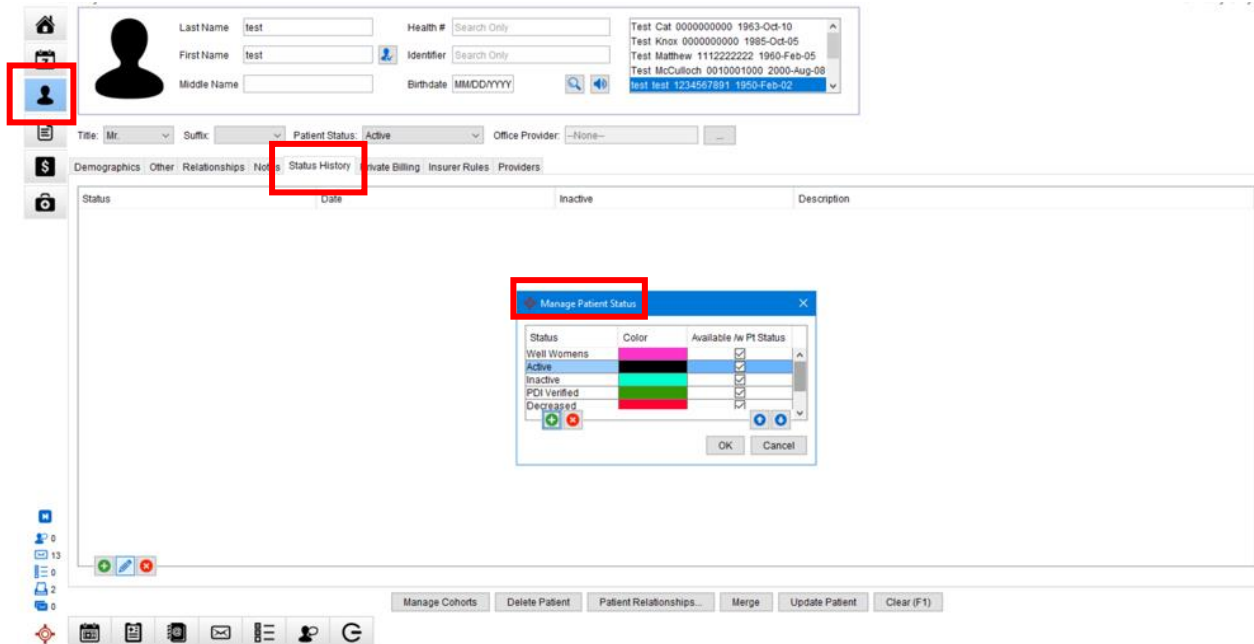 Last Name test Health # Search Only
First Name test Identifier Search Only
Middle Name Birthdate MM/DD/YYYY
Test Cat 0000000000 1963-Oct-10
Test Knox 0000000000 1985-Oct-05
Test Matthew 1112222222 1960-Feb-05
Test McCulloch 0010001000 2000-Aug-08
test test 1234567891 1950-Feb-02
Title: Mr. Suffix: Patient Status: Active Office Provider: --None-- ...
Demographics Other Relationships Notes Status History Private Billing Insurer Rules Providers
Status Date Inactive Description
Manage Patient Status
Status Color Available /w Pt Status
Well Womens
Active
Inactive
PDI Verified
Decreased
OK Cancel
0
13
0
2
0
Manage Cohorts Delete Patient Patient Relationships... Merge Update Patient Clear (F1)